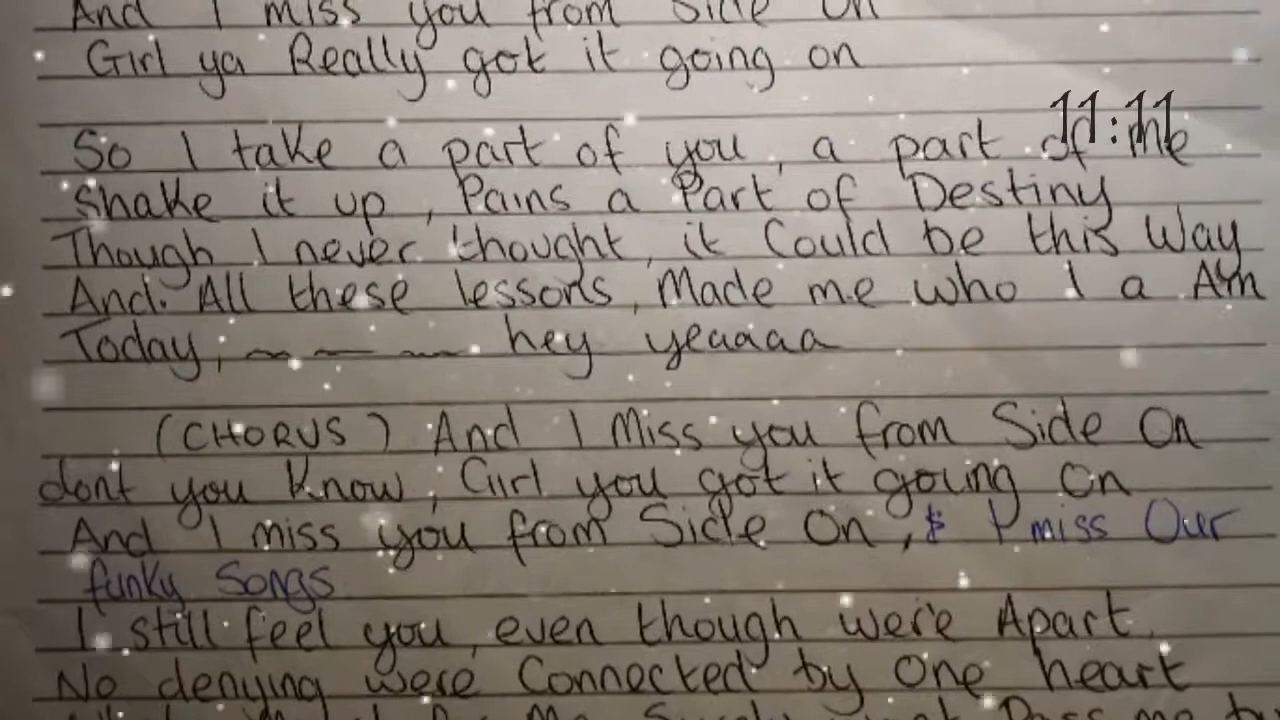 And I miss you from Side On
Girl ya Really got it going on
11:11
So I take a part of you, a part of me
Shake it up, Pains a Part of Destiny
Though I never thought, it Could be this Way
And. All these lessons, Made me who I a Am
Today, hey yeaaaa
(CHORUS) And I Miss you from Side On
dont you Know, Girl you got it going On
And I miss you from Side On, & I miss Our
funky Songs
I still feel you, even though we're Apart.
No denying were Connected by One heart